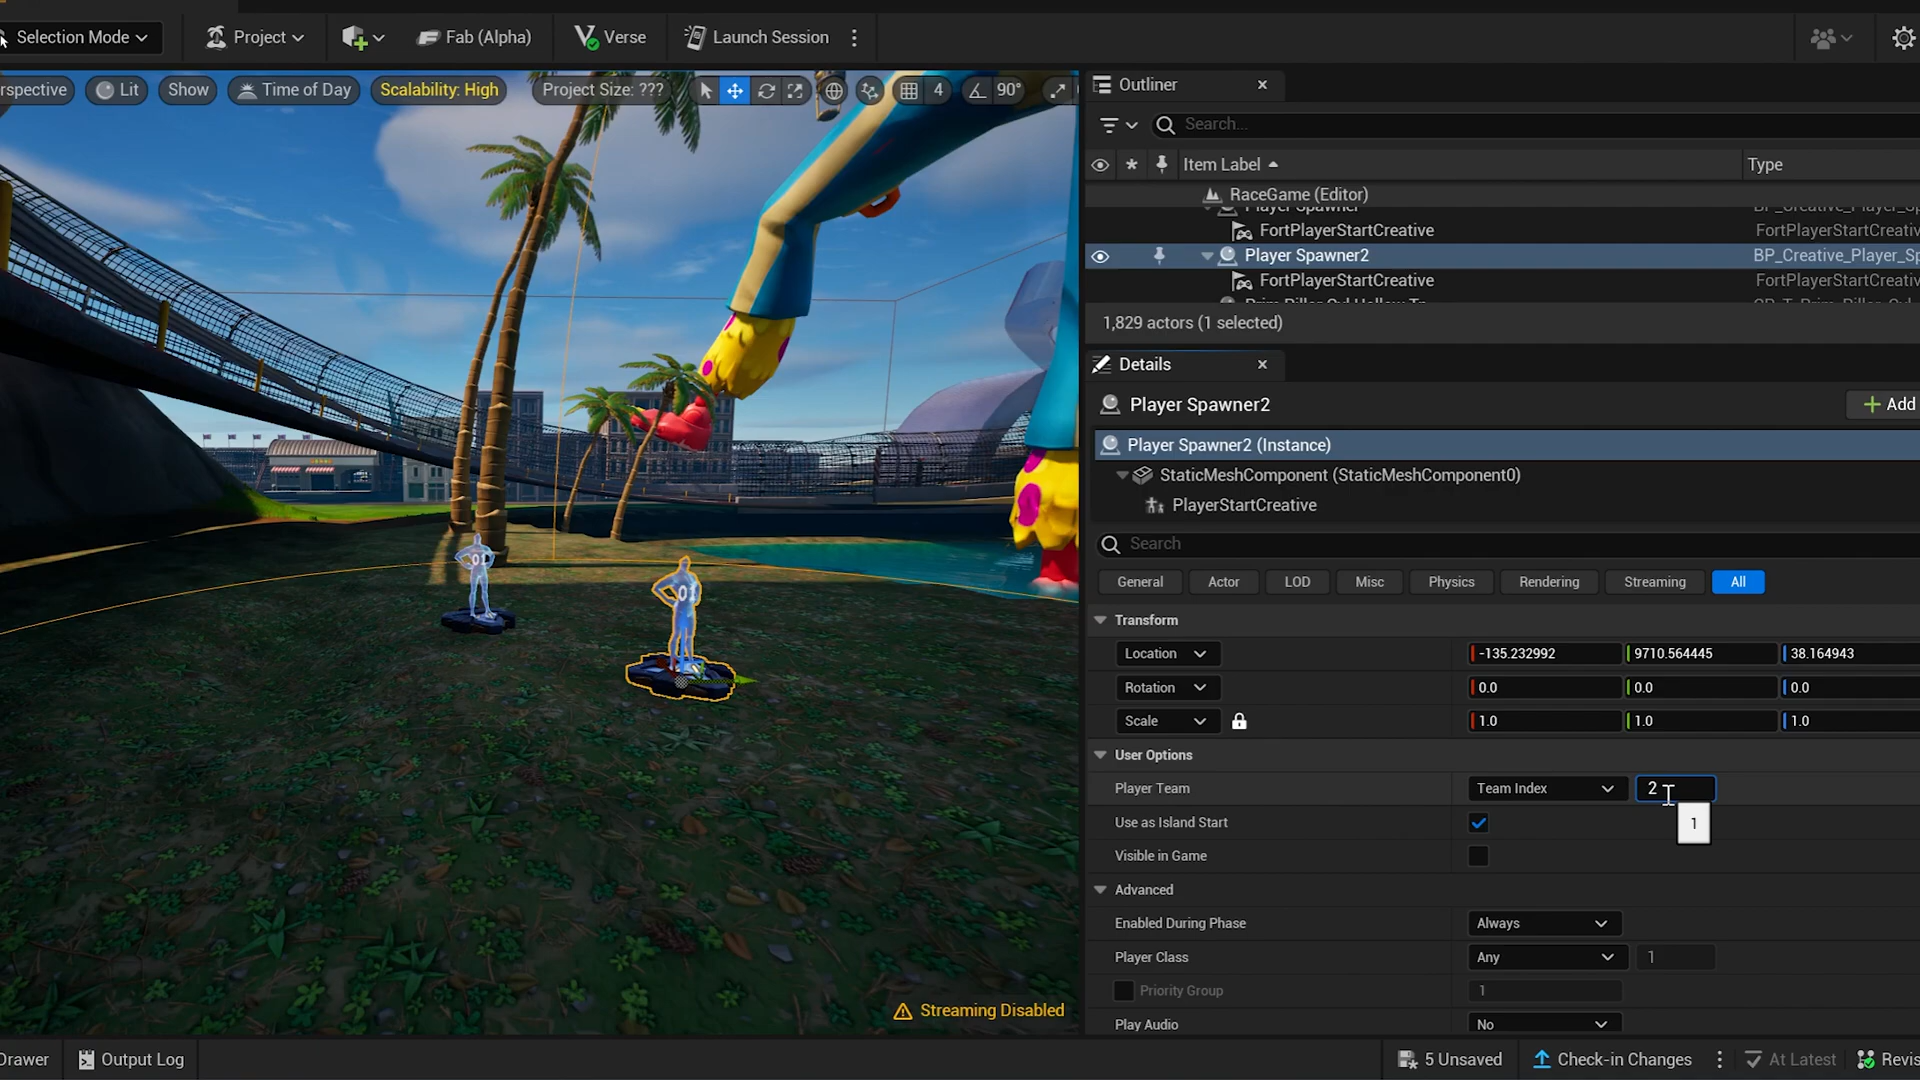 Selection Mode
Project
Fab (Alpha)
Verse
Launch Session
rspective
Lit
Show
Time of Day
Scalability: High
Project Size: ???
4
90°
Outliner
Search...
Item Label
Type
RaceGame (Editor)
Player Spawner
BP_Creative_Player_Sp
FortPlayerStartCreative
FortPlayerStartCreativ
Player Spawner2
BP_Creative_Player_Sp
FortPlayerStartCreative
FortPlayerStartCreativ
1,829 actors (1 selected)
Details
Player Spawner2
Add
Player Spawner2 (Instance)
StaticMeshComponent (StaticMeshComponent0)
PlayerStartCreative
Search
General
Actor
LOD
Misc
Physics
Rendering
Streaming
All
Transform
Location
-135.232992
9710.564445
38.164943
Rotation
0.0
0.0
0.0
Scale
1.0
1.0
1.0
User Options
Player Team
Team Index
2
1
Use as Island Start
Visible in Game
Advanced
Enabled During Phase
Always
Player Class
Any
1
Priority Group
1
Play Audio
No
01
01
Streaming Disabled
Drawer
Output Log
5 Unsaved
Check-in Changes
At Latest
Revis